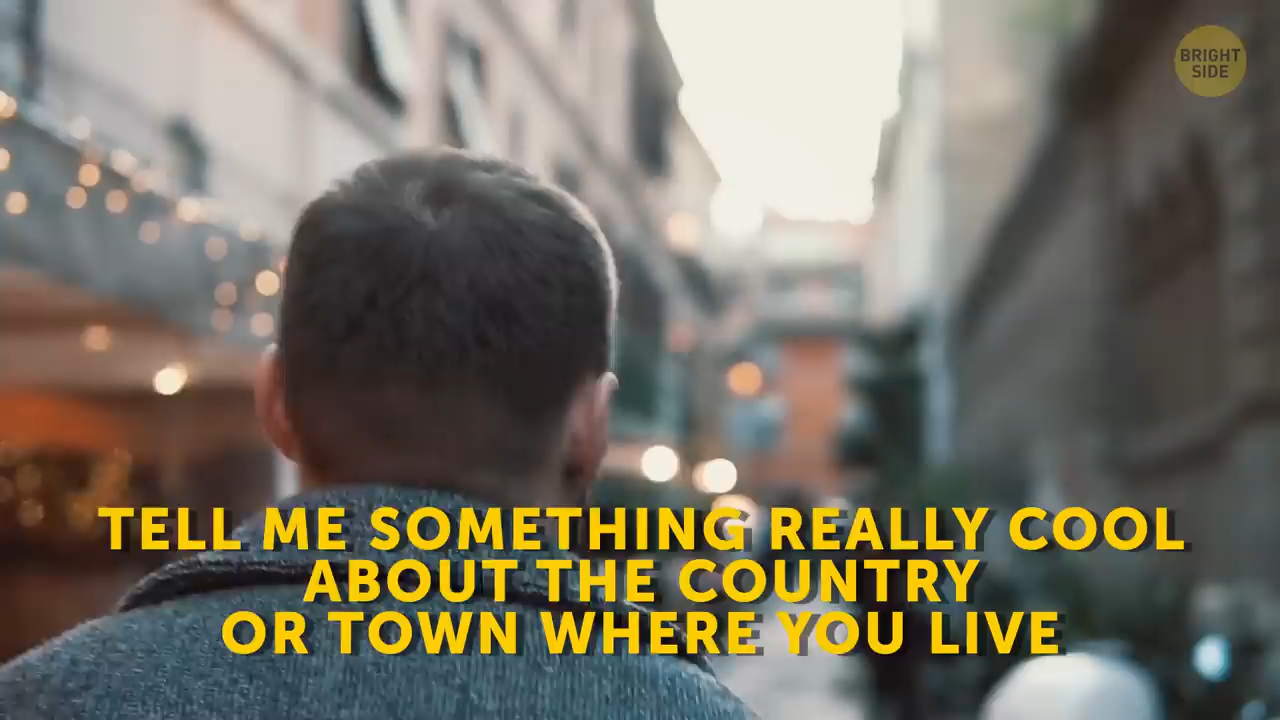 BRIGHT
SIDE
TELL ME SOMETHING REALLY COOL
ABOUT THE COUNTRY
OR TOWN WHERE YOU LIVE